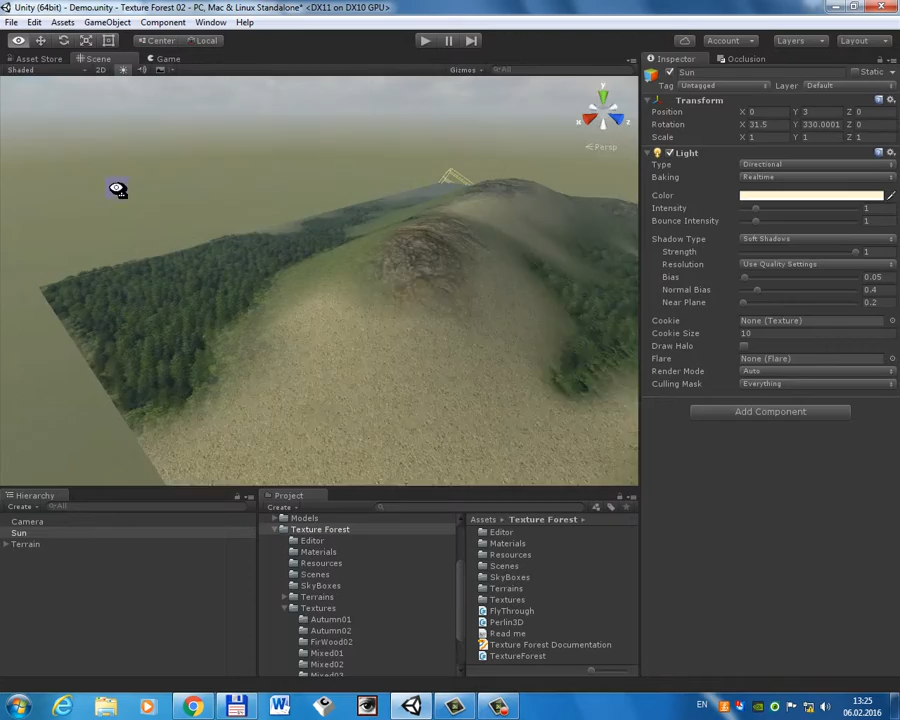 Unity (64bit) - Demo.unity - Texture Forest 02 - PC, Mac & Linux Standalone* <DX11 on DX10 GPU>
File Edit Assets GameObject Component Window Help
Center Local Account Layers Layout
Asset Store Scene Game Inspector Occlusion
Shaded 2D Gizmos All
Sun Static
Tag Untagged Layer Default
Transform
Position X 0 Y 3 Z 0
Rotation X 31.5 Y 330.0001 Z 0
Scale X 1 Y 1 Z 1
Light
Type Directional
Baking Realtime
Color
Intensity 1
Bounce Intensity 1
Shadow Type Soft Shadows
Strength 1
Resolution Use Quality Settings
Bias 0.05
Normal Bias 0.4
Near Plane 0.2
Cookie None (Texture)
Cookie Size 10
Draw Halo
Flare None (Flare)
Render Mode Auto
Culling Mask Everything
Add Component
y
x
z
Persp
Hierarchy
Create All
Camera
Sun
Terrain
Project
Create
Models
Texture Forest
Editor
Materials
Resources
Scenes
SkyBoxes
Terrains
Textures
Autumn01
Autumn02
FirWood02
Mixed01
Mixed02
Assets Texture Forest
Editor
Materials
Resources
Scenes
SkyBoxes
Terrains
Textures
FlyThrough
Perlin3D
Read me
Texture Forest Documentation
TextureForest
EN
13:25
06.02.2016